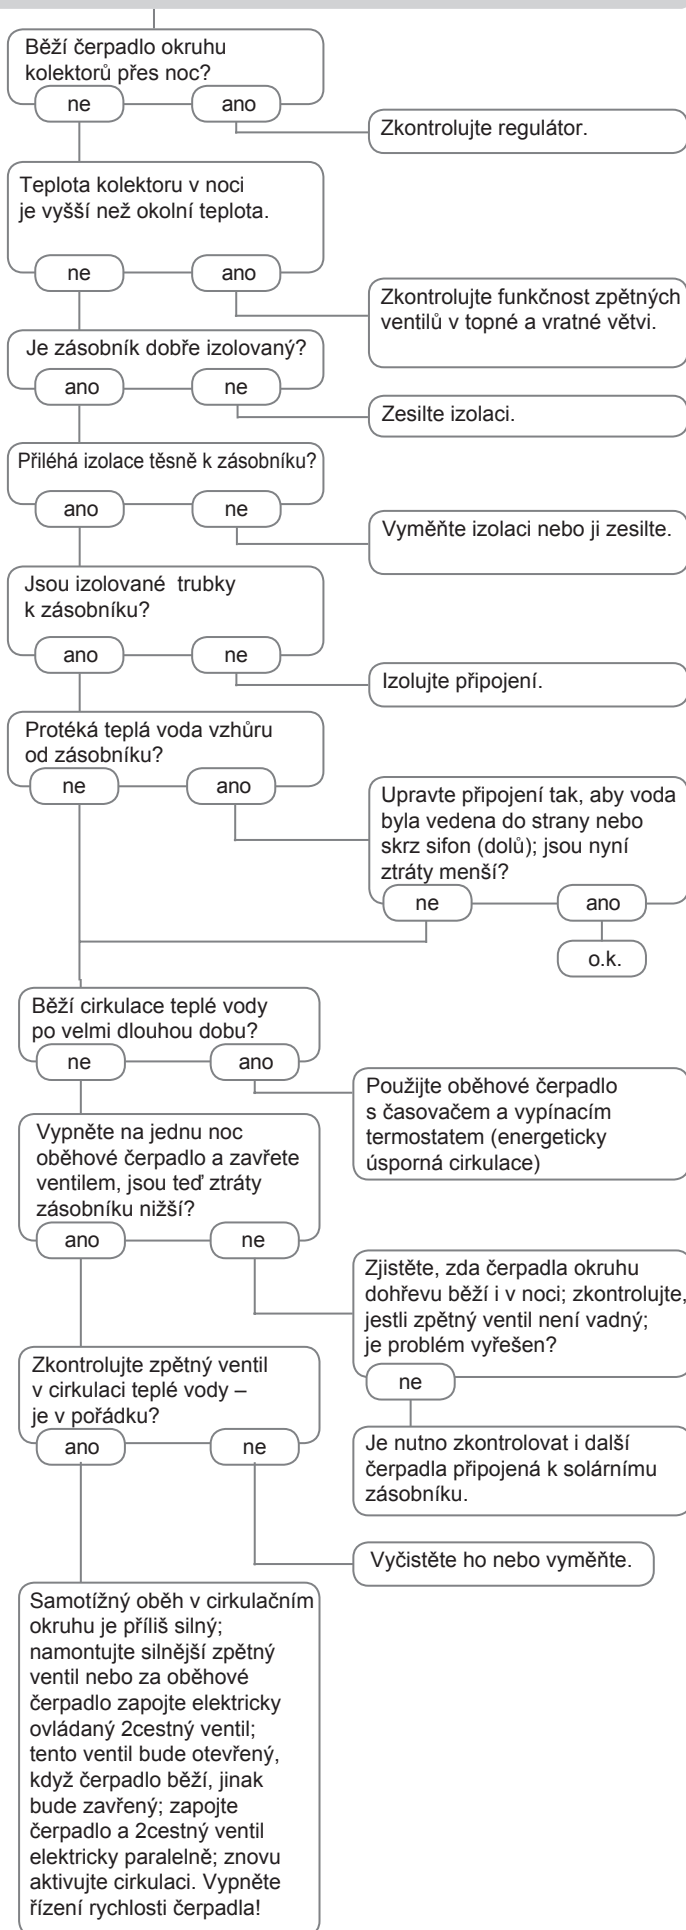 Běží čerpadlo okruhu
kolektorů přes noc?
ne
ano
Zkontrolujte regulátor.
Teplota kolektoru v noci
je vyšší než okolní teplota.
ne
ano
Zkontrolujte funkčnost zpětných
ventilů v topné a vratné větvi.
Je zásobník dobře izolovaný?
ano
ne
Zesilte izolaci.
Přiléhá izolace těsně k zásobníku?
ano
ne
Vyměňte izolaci nebo ji zesilte.
Jsou izolované trubky
k zásobníku?
ano
ne
Izolujte připojení.
Protéká teplá voda vzhůru
od zásobníku?
ne
ano
Upravte připojení tak, aby voda
byla vedena do strany nebo
skrz sifon (dolů); jsou nyní
ztráty menší?
ne
ano
o.k.
Běží cirkulace teplé vody
po velmi dlouhou dobu?
ne
ano
Použijte oběhové čerpadlo
s časovačem a vypínacím
termostatem (energeticky
úsporná cirkulace)
Vypněte na jednu noc
oběhové čerpadlo a zavřete
ventilem, jsou teď ztráty
zásobníku nižší?
ano
ne
Zjistěte, zda čerpadla okruhu
dohřevu běží i v noci; zkontrolujte,
jestli zpětný ventil není vadný;
je problém vyřešen?
ne
Je nutno zkontrolovat i další
čerpadla připojená k solárnímu
zásobníku.
Zkontrolujte zpětný ventil
v cirkulaci teplé vody –
je v pořádku?
ano
ne
Vyčistěte ho nebo vyměňte.
Samotížný oběh v cirkulačním
okruhu je příliš silný;
namontujte silnější zpětný
ventil nebo za oběhové
čerpadlo zapojte elektricky
ovládaný 2cestný ventil;
tento ventil bude otevřený,
když čerpadlo běží, jinak
bude zavřený; zapojte
čerpadlo a 2cestný ventil
elektricky paralelně; znovu
aktivujte cirkulaci. Vypněte
řízení rychlosti čerpadla!